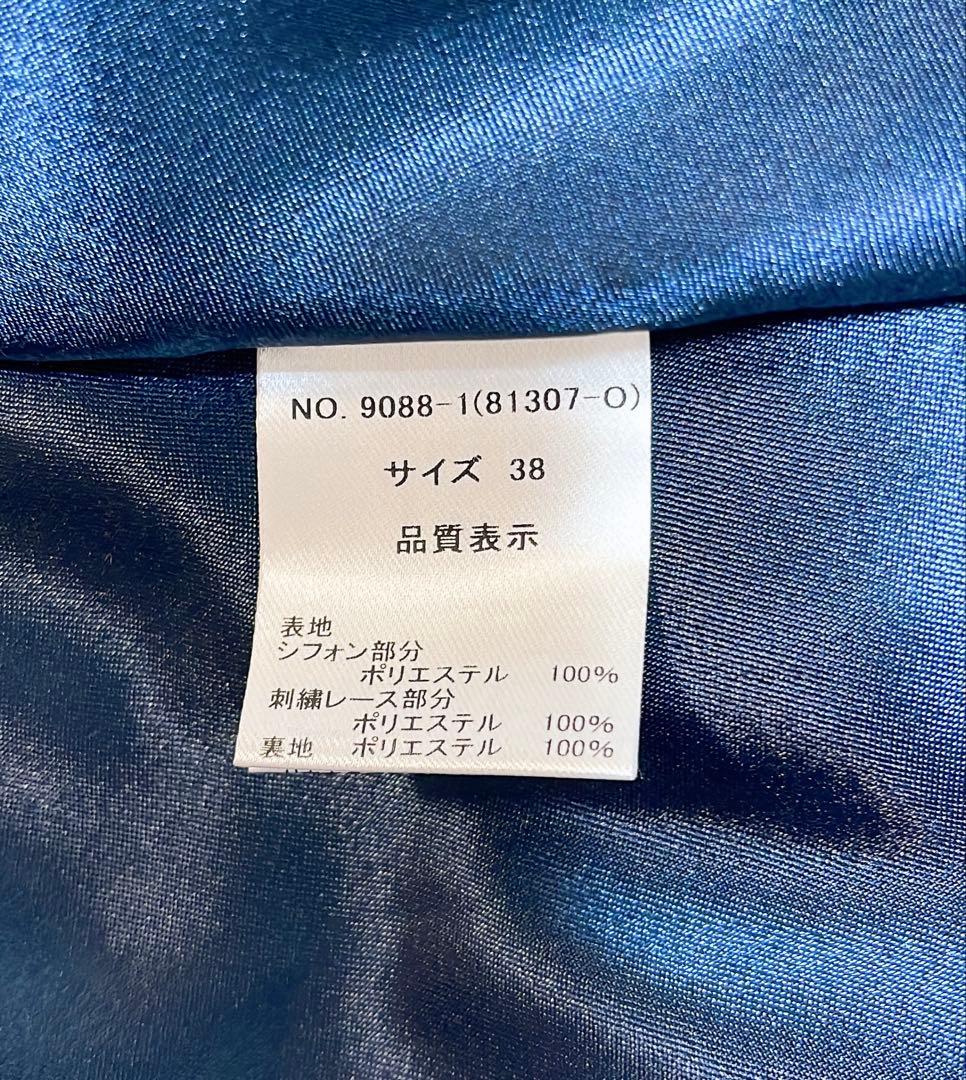 NO. 9088-1(81307-O)
サイズ 38
品質表示
表地
シフォン部分
ポリエステル 100%
刺繍レース部分
ポリエステル 100%
裏地 ポリエステル 100%